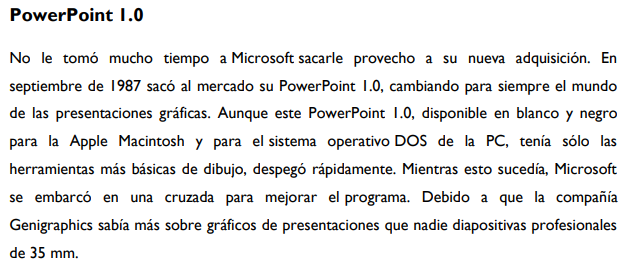 PowerPoint 1.0
No le tomó mucho tiempo a Microsoft sacarle provecho a su nueva adquisición. En
septiembre de 1987 sacó al mercado su PowerPoint 1.0, cambiando para siempre el mundo
de las presentaciones gráficas. Aunque este PowerPoint 1.0, disponible en blanco y negro
para la Apple Macintosh y para el sistema operativo DOS de la PC, tenía sólo las
herramientas más básicas de dibujo, despegó rápidamente. Mientras esto sucedía, Microsoft
se embarcó en una cruzada para mejorar el programa. Debido a que la compañía
Genigraphics sabía más sobre gráficos de presentaciones que nadie diapositivas profesionales
de 35 mm.